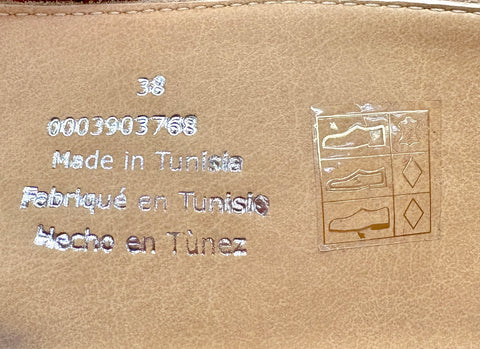 38
0003903768
Made in Tunisia
Fabriqué en Tunisie
Hecho en Tùnez